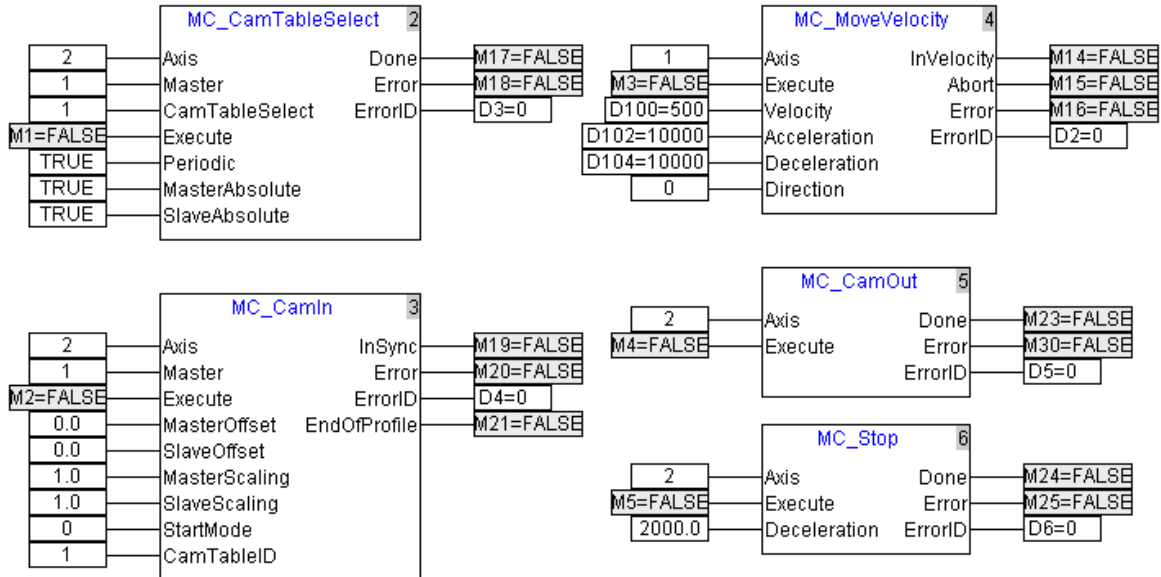 MC_CamTableSelect 2
2 Axis Done M17=FALSE
1 Master Error M18=FALSE
1 CamTableSelect ErrorID D3=0
M1=FALSE Execute
TRUE Periodic
TRUE MasterAbsolute
TRUE SlaveAbsolute
MC_MoveVelocity 4
1 Axis InVelocity M14=FALSE
M3=FALSE Execute Abort M15=FALSE
D100=500 Velocity Error M16=FALSE
D102=10000 Acceleration ErrorID D2=0
D104=10000 Deceleration
0 Direction
MC_CamIn 3
2 Axis InSync M19=FALSE
1 Master Error M20=FALSE
M2=FALSE Execute ErrorID D4=0
0.0 MasterOffset EndOfProfile M21=FALSE
0.0 SlaveOffset
1.0 MasterScaling
1.0 SlaveScaling
0 StartMode
1 CamTableID
MC_CamOut 5
2 Axis Done M23=FALSE
M4=FALSE Execute Error M30=FALSE
ErrorID D5=0
MC_Stop 6
2 Axis Done M24=FALSE
M5=FALSE Execute Error M25=FALSE
2000.0 Deceleration ErrorID D6=0